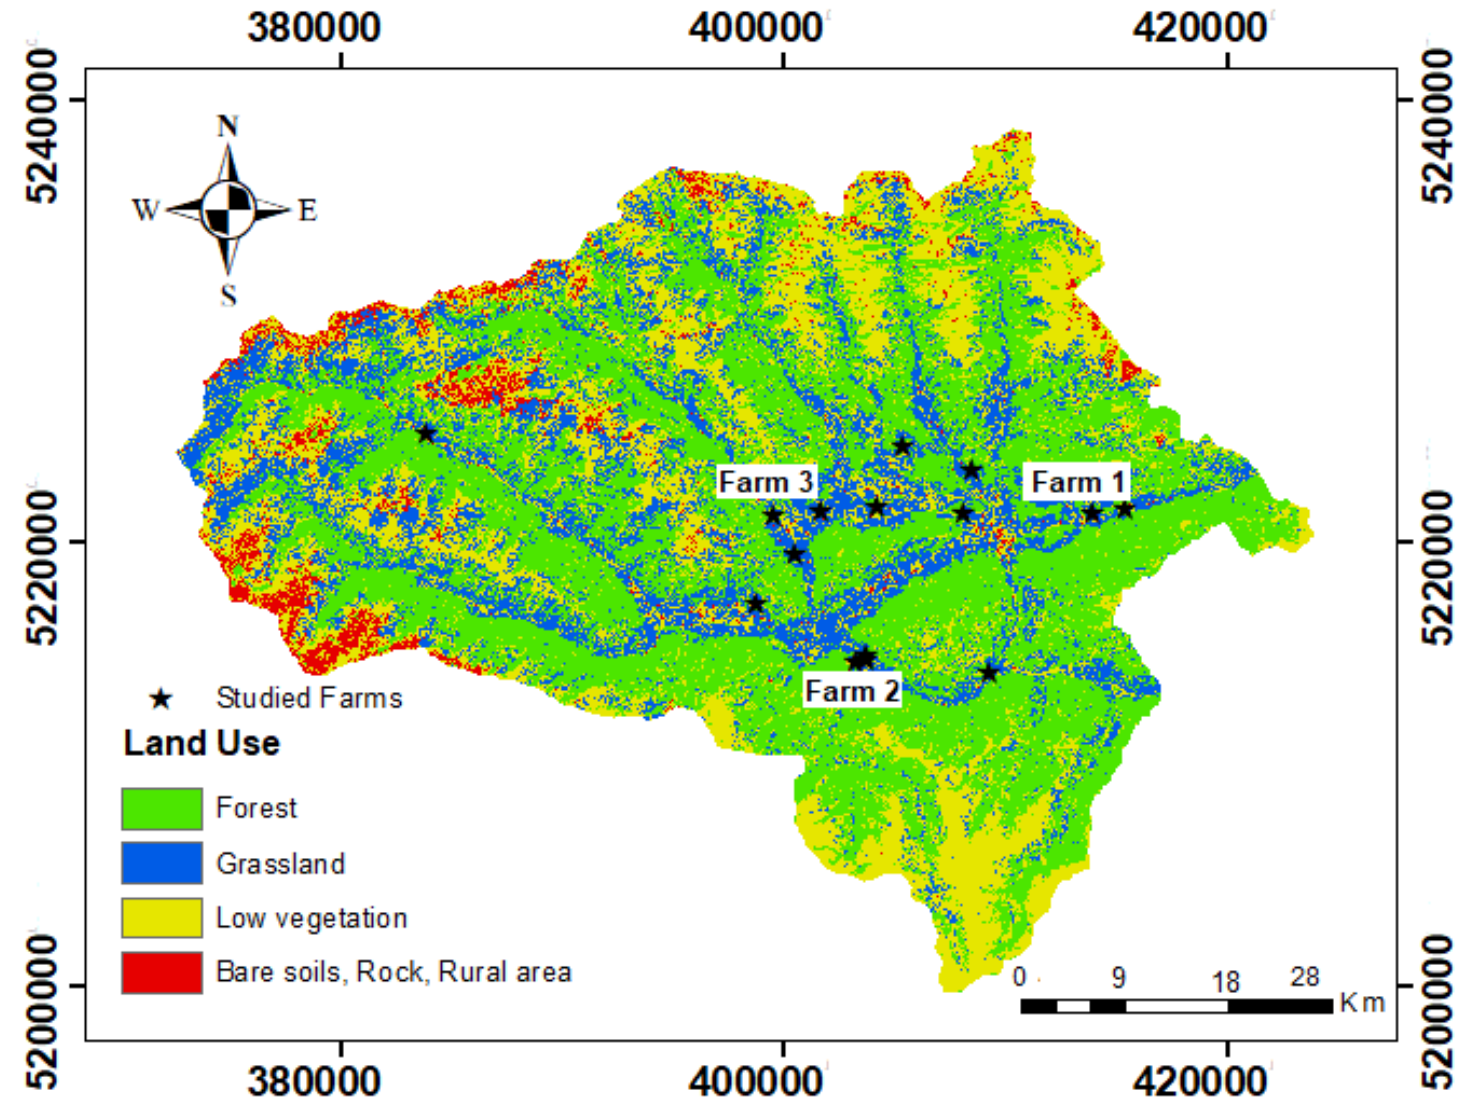 380000 400000 420000
5240000 5240000
N
W E
S
Farm 3 Farm 1
5220000 5220000
Farm 2
Studied Farms
Land Use
Forest
Grassland
Low vegetation
Bare soils, Rock, Rural area
0 9 18 28
Km
5200000 5200000
380000 400000 420000